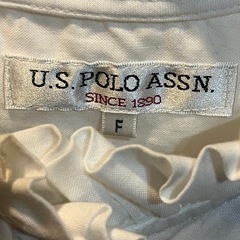 U.S. POLO ASSN.
SINCE 1890
F